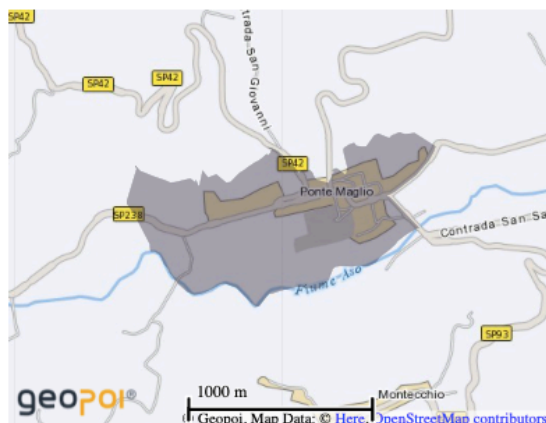 SP42
SP42
SP42
trada-San-Giovanni
SP42
Ponte Maglio
SP238
Contrada San Sa
Fiume-Aso
SP93
geopoi®
1000 m
Montecchio
Geopoi, Map Data: © Here, OpenStreetMap contributors